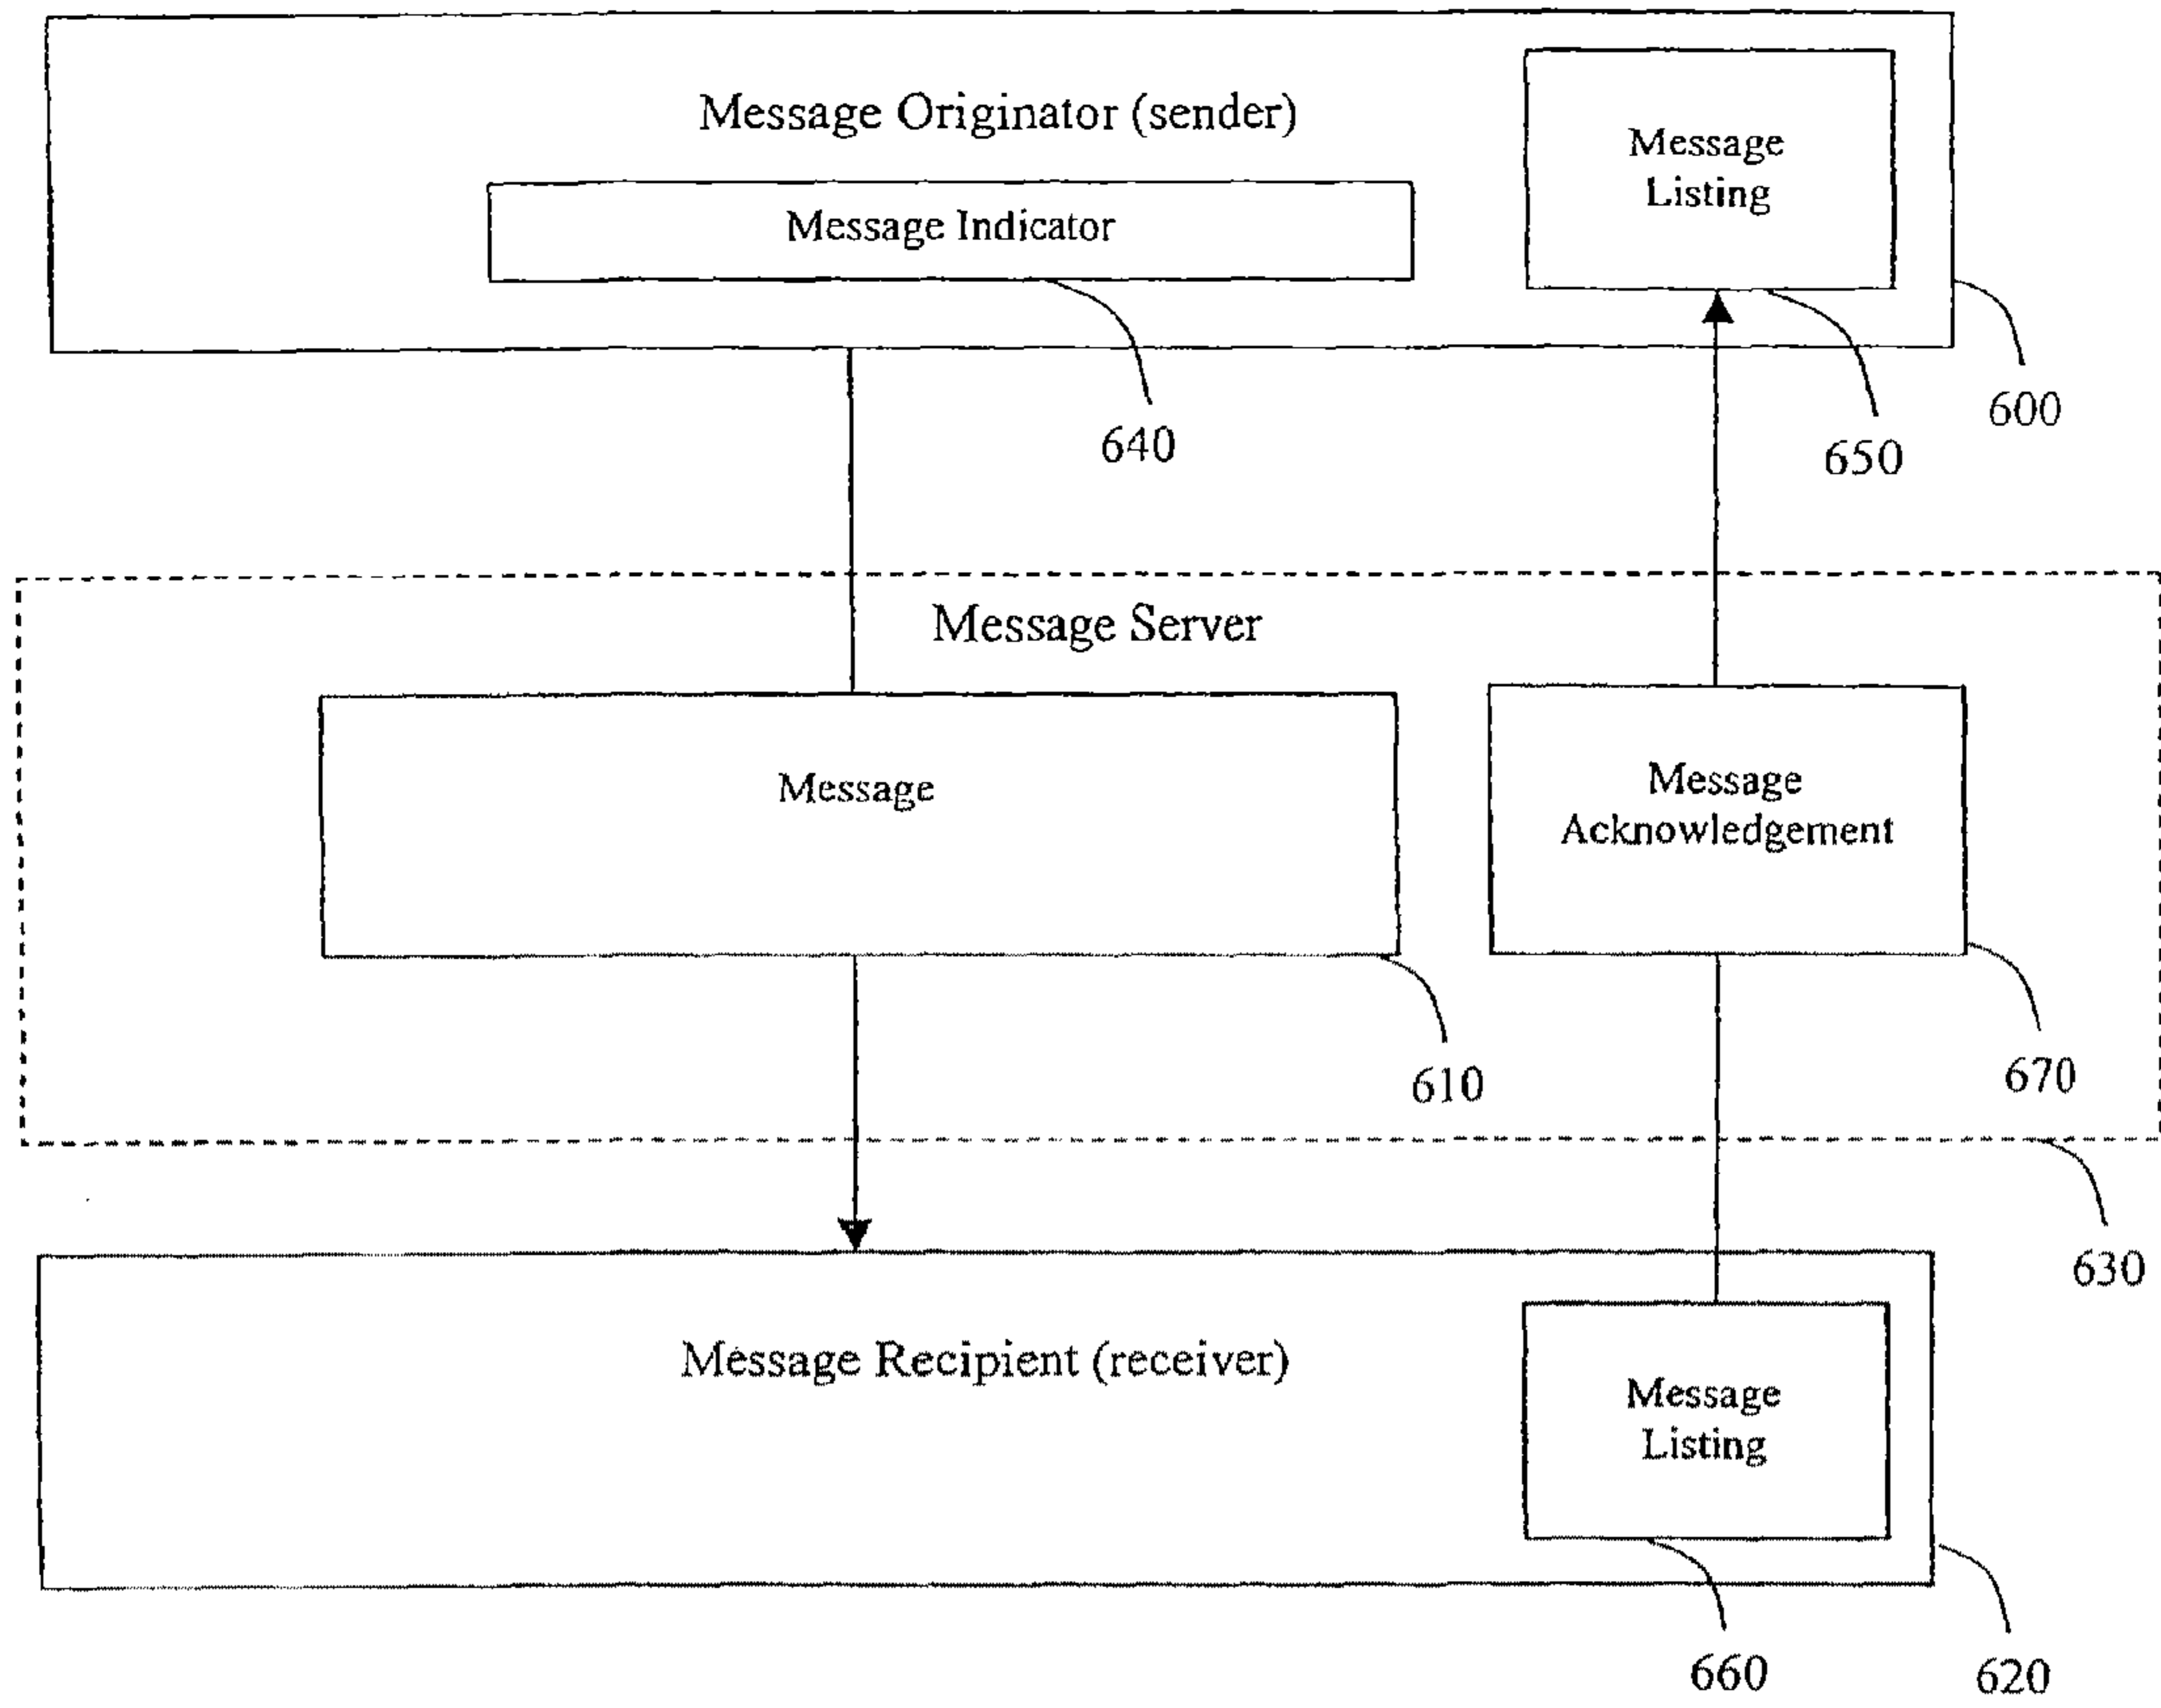 Message Originator (sender)
Message
Listing
Message Indicator
600
640
650
Message Server
Message
Message
Acknowledgement
610
670
630
Message Recipient (receiver)
Message
Listing
660
620